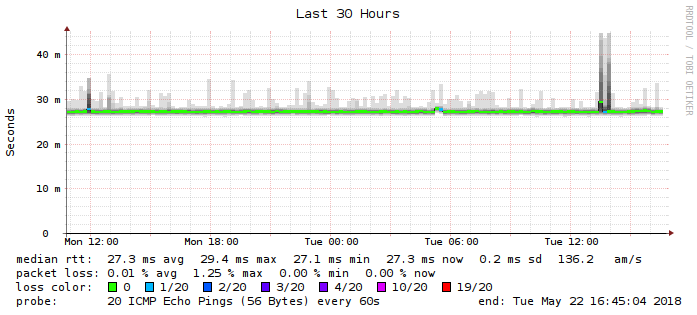 Last 30 Hours
RRDTOOL / TOBI OETIKER
Seconds
40 m
30 m
20 m
10 m
0
Mon 12:00 Mon 18:00 Tue 00:00 Tue 06:00 Tue 12:00
median rtt: 27.3 ms avg 29.4 ms max 27.1 ms min 27.3 ms now 0.2 ms sd 136.2 am/s
packet loss: 0.01 % avg 1.25 % max 0.00 % min 0.00 % now
loss color: 0 1/20 2/20 3/20 4/20 10/20 19/20
probe: 20 ICMP Echo Pings (56 Bytes) every 60s end: Tue May 22 16:45:04 2018